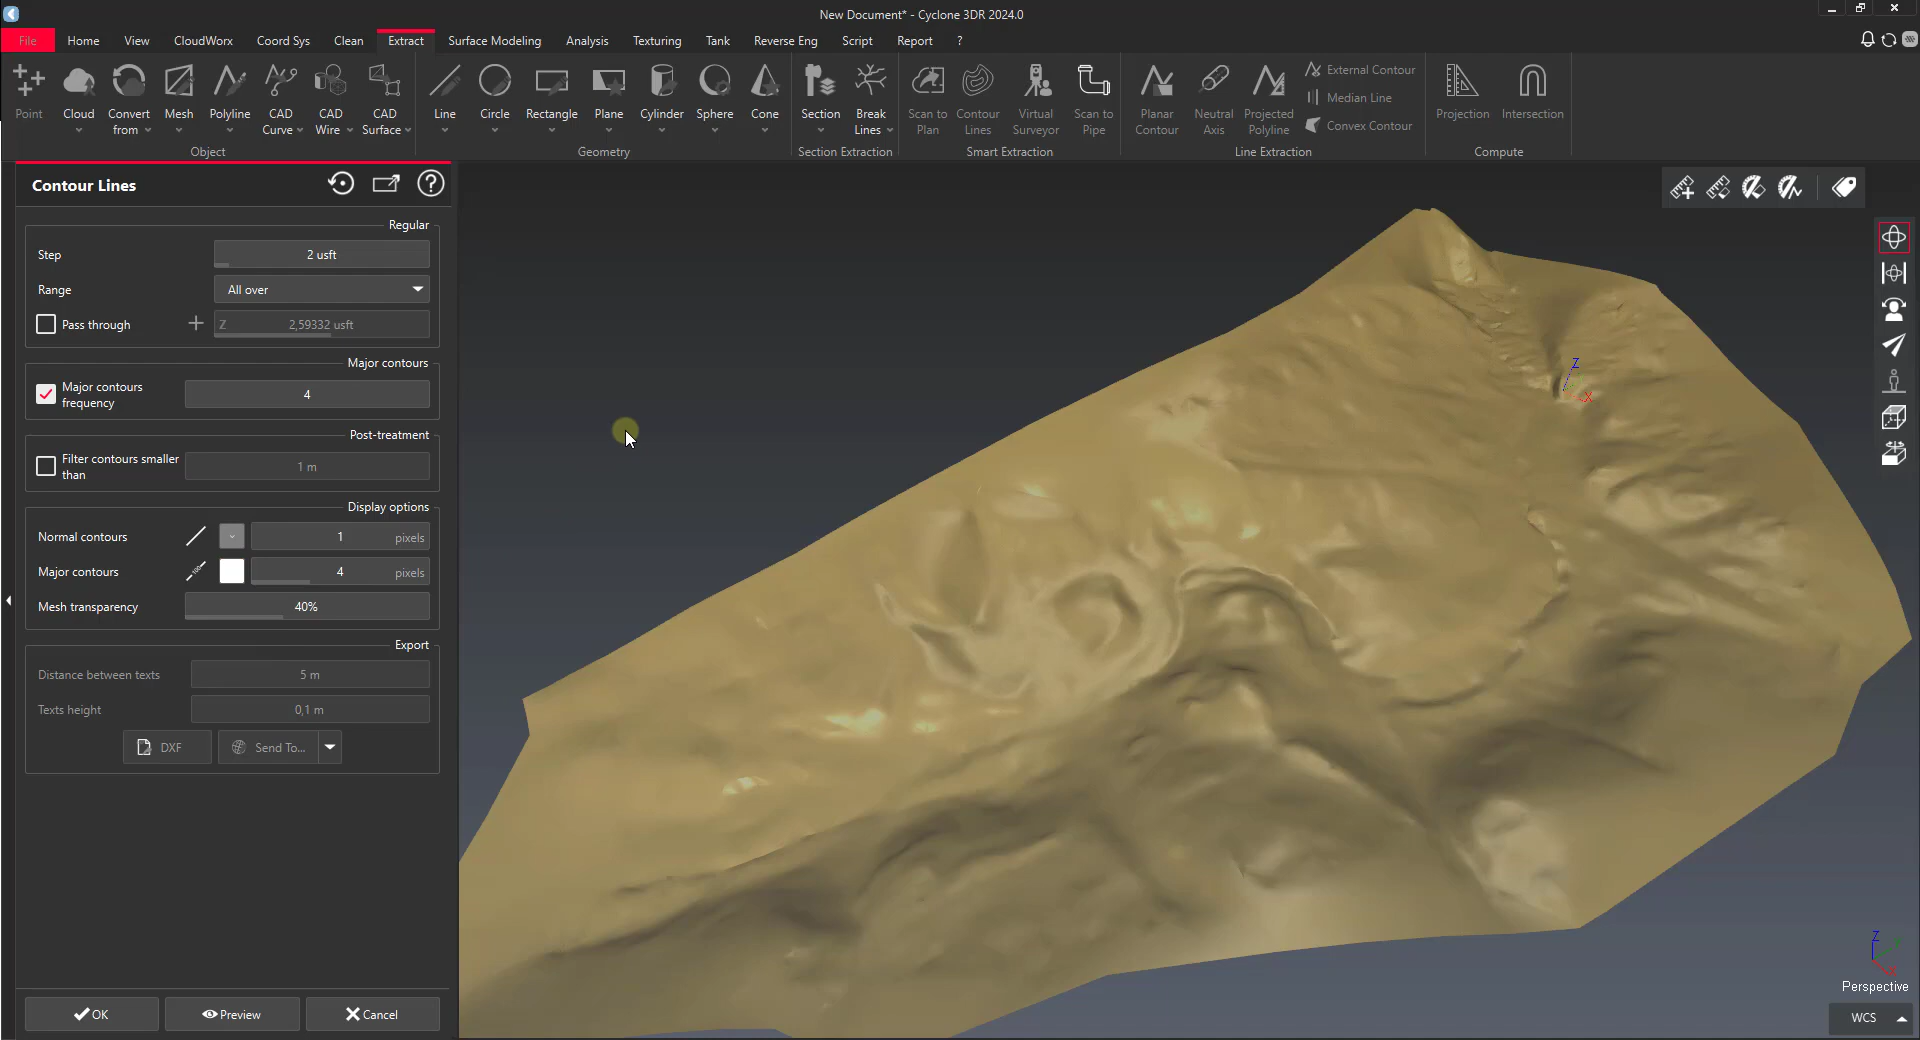 New Document* - Cyclone 3DR 2024.0
File Home View CloudWorx Coord Sys Clean Extract Surface Modeling Analysis Texturing Tank Reverse Eng Script Report ?
Point
Cloud
Convert
from
Mesh
Polyline
CAD
Curve
CAD
Wire
CAD
Surface
Object
Line
Circle
Rectangle
Plane
Cylinder
Sphere
Cone
Geometry
Section
Break
Lines
Section Extraction
Scan to
Plan
Contour
Lines
Virtual
Surveyor
Scan to
Pipe
Smart Extraction
Planar
Contour
Neutral
Axis
Projected
Polyline
External Contour
Median Line
Convex Contour
Line Extraction
Projection
Intersection
Compute
Contour Lines
Regular
Step 2 usft
Range All over
Pass through Z 2,59332 usft
Major contours
Major contours
frequency
4
Post-treatment
Filter contours smaller
than
1 m
Display options
Normal contours 1 pixels
Major contours 4 pixels
Mesh transparency 40%
Export
Distance between texts 5 m
Texts height 0,1 m
DXF Send To...
OK Preview Cancel
Z
X
Z
X
Perspective
WCS